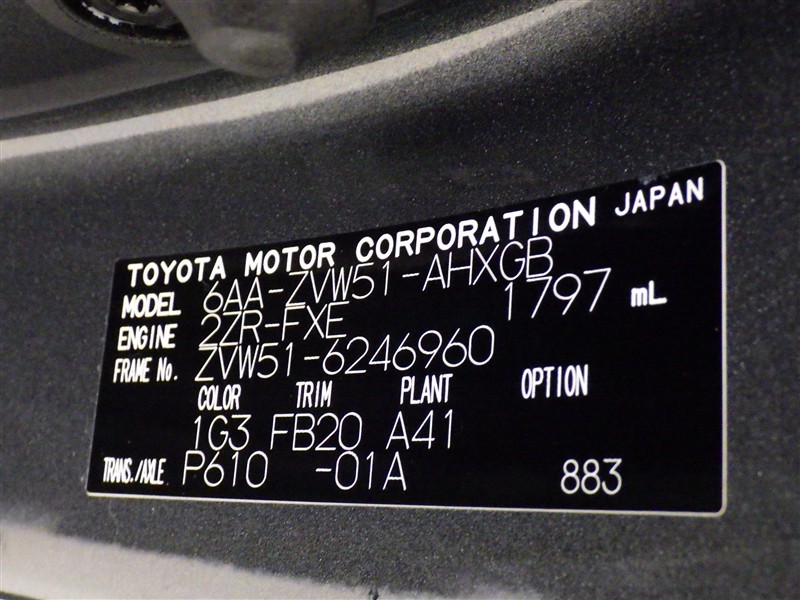 TOYOTA MOTOR CORPORATION JAPAN
MODEL 6AA-ZVW51-AHXGB
ENGINE 2ZR-FXE 1797 mL
FRAME No. ZVW51-6246960
COLOR TRIM PLANT OPTION
1G3 FB20 A41
TRANS./AXLE P610 -01A 883